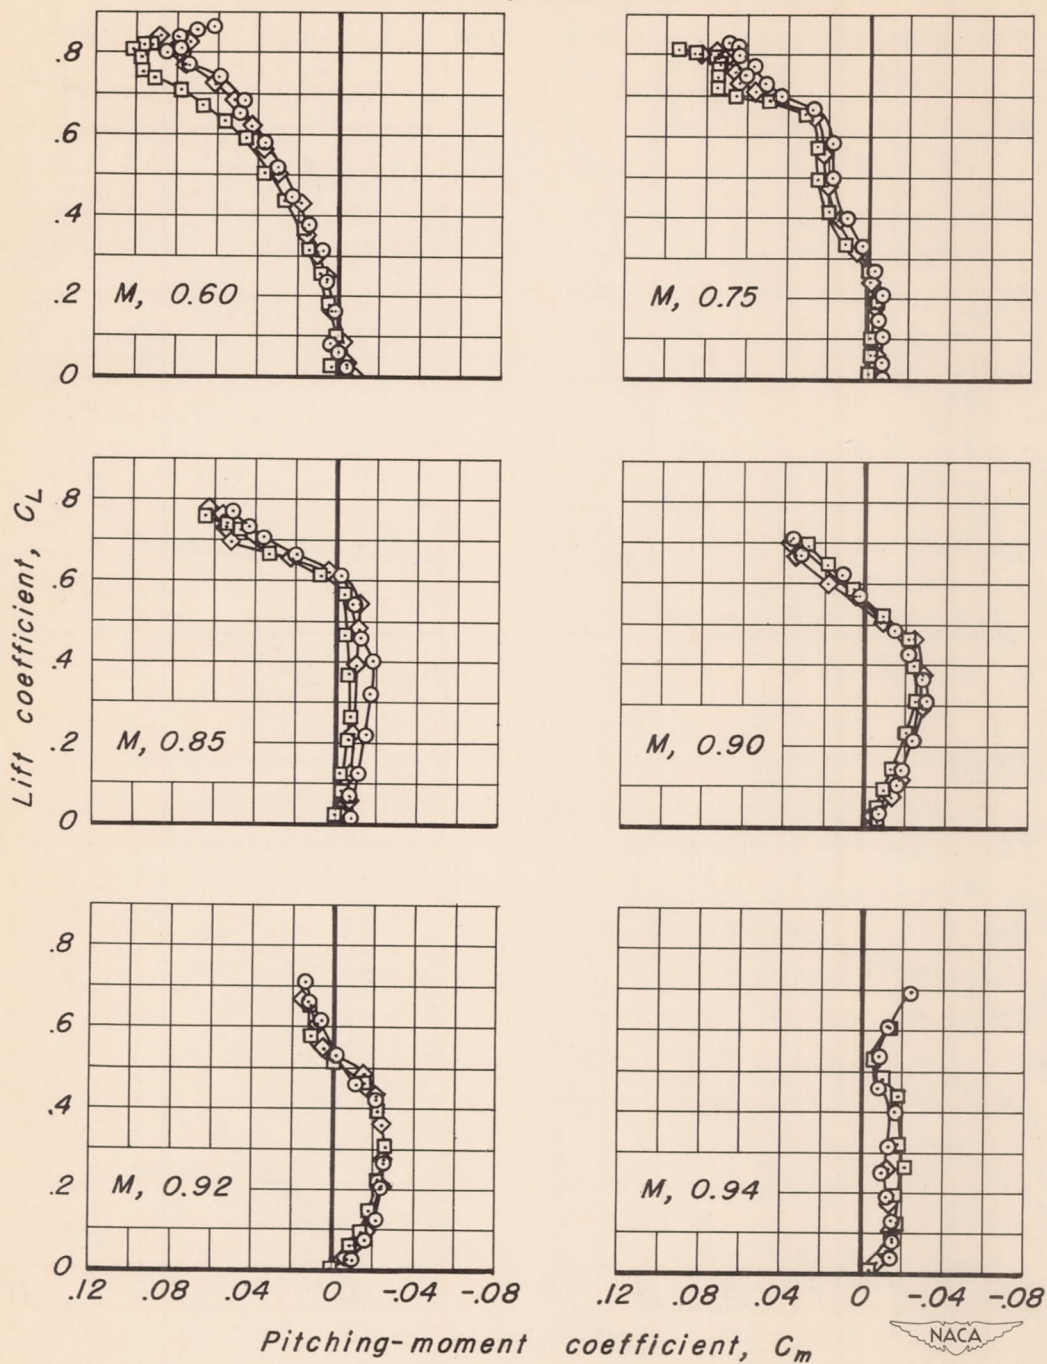 .8
.6
.4
.2
0
M, 0.60
M, 0.75
Lift coefficient, CL
.8
.6
.4
.2
0
M, 0.85
M, 0.90
.8
.6
.4
.2
0
M, 0.92
M, 0.94
.12 .08 .04 0 -.04 -.08
.12 .08 .04 0 -.04 -.08
Pitching-moment coefficient, Cm
NACA